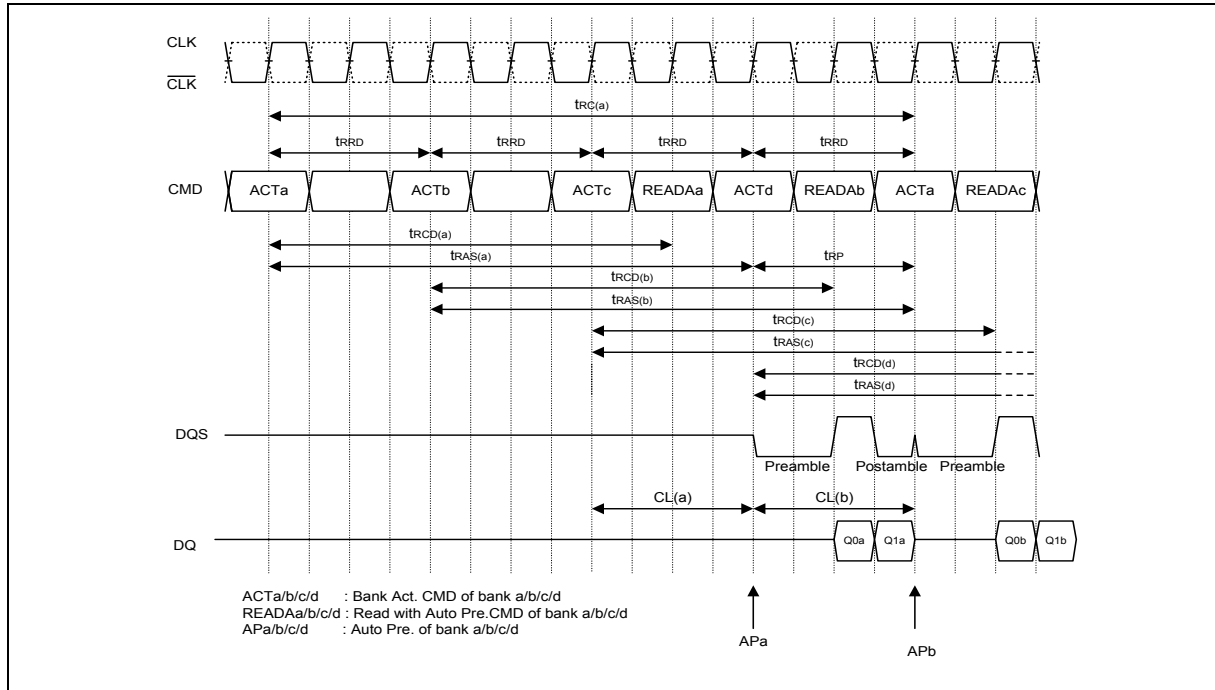 CLK
CLK
tRC(a)
tRRD tRRD tRRD tRRD
CMD ACTa ACTb ACTc READAa ACTd READAb ACTa READAc
tRCD(a)
tRAS(a) tRP
tRCD(b)
tRAS(b)
tRCD(c)
tRAS(c)
tRCD(d)
tRAS(d)
DQS
Preamble Postamble Preamble
CL(a) CL(b)
DQ Q0a Q1a Q0b Q1b
ACTa/b/c/d : Bank Act. CMD of bank a/b/c/d
READAa/b/c/d : Read with Auto Pre.CMD of bank a/b/c/d
APa/b/c/d : Auto Pre. of bank a/b/c/d
APa APb